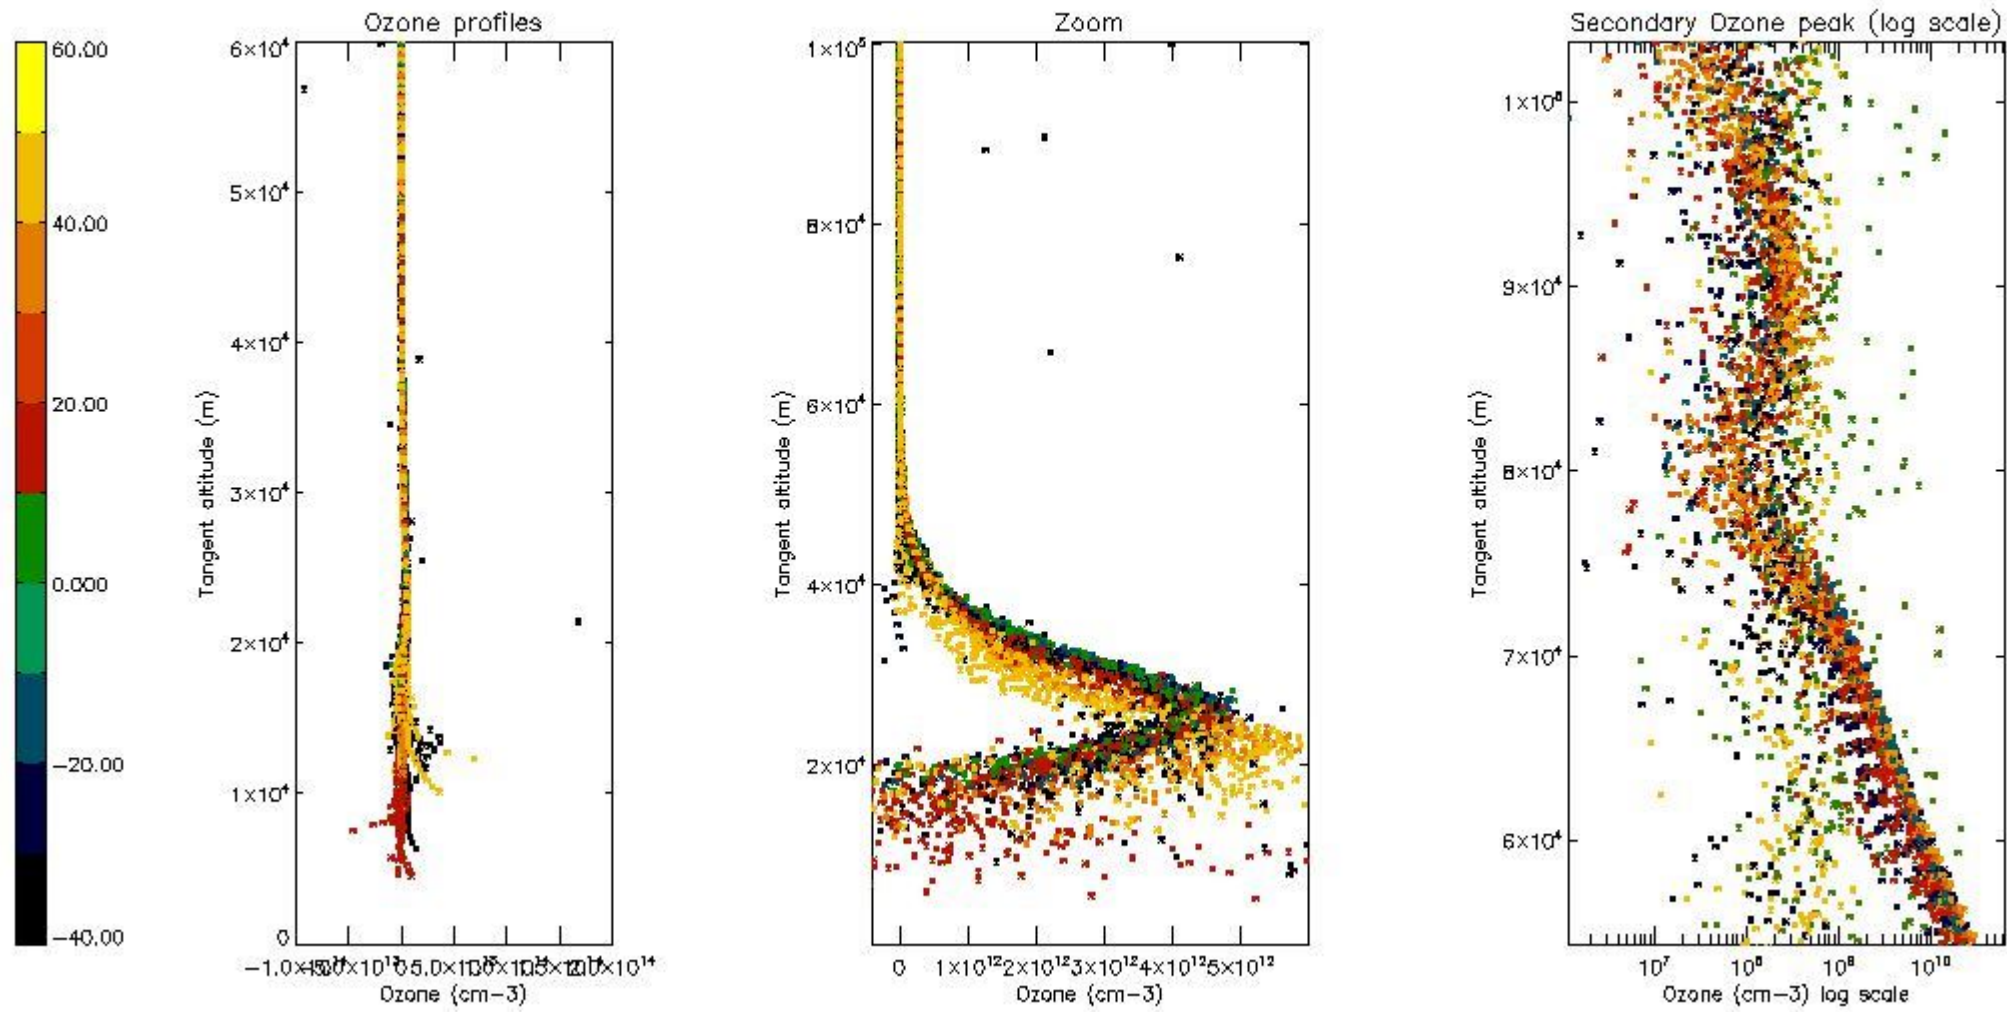 Ozone profiles
Zoom
Secondary Ozone peak (log scale)
60.00
40.00
20.00
0.000
-20.00
-40.00
6×10⁴
5×10⁴
4×10⁴
3×10⁴
2×10⁴
1×10⁴
0
Tangent altitude (m)
Ozone (cm-3)
1×10⁵
8×10⁴
6×10⁴
4×10⁴
2×10⁴
Tangent altitude (m)
0 1×10¹² 2×10¹² 3×10¹² 4×10¹² 5×10¹²
Ozone (cm-3)
1×10⁵
9×10⁴
8×10⁴
7×10⁴
6×10⁴
Tangent altitude (m)
10⁷ 10⁸ 10⁹ 10¹⁰
Ozone (cm-3) log scale